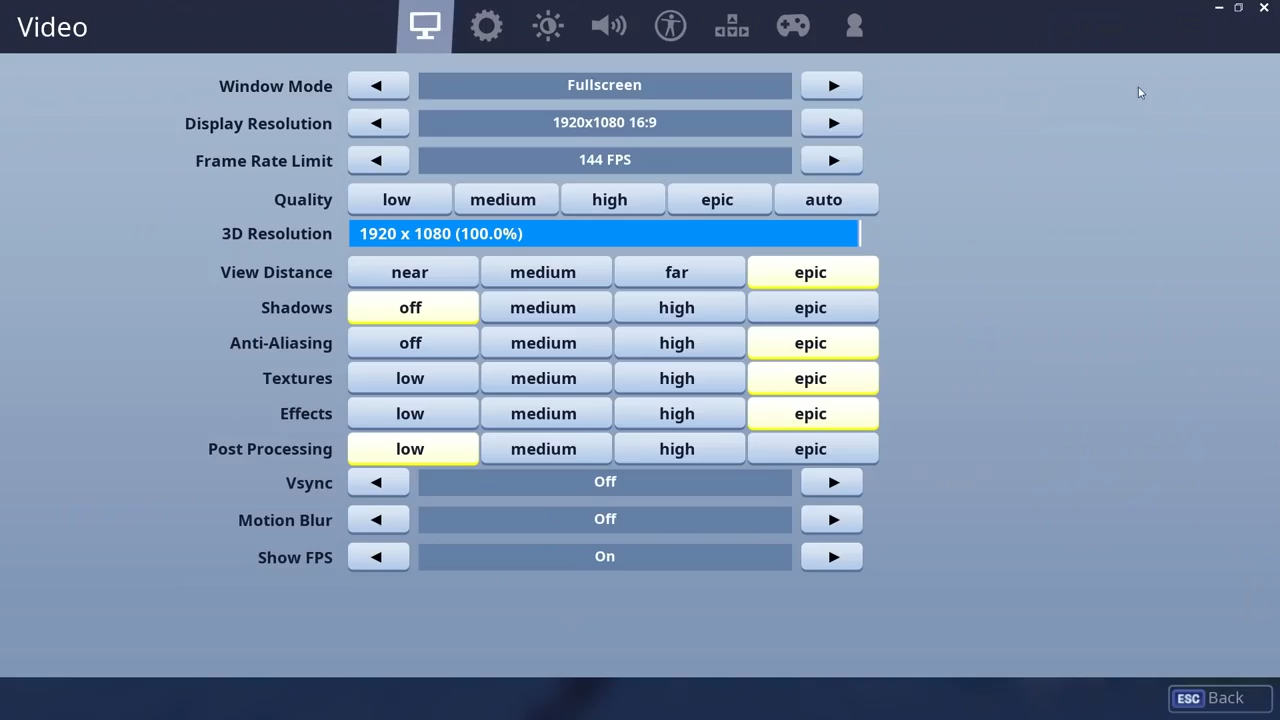 Video
Window Mode ◀ Fullscreen ▶
Display Resolution ◀ 1920x1080 16:9 ▶
Frame Rate Limit ◀ 144 FPS ▶
Quality low medium high epic auto
3D Resolution 1920 x 1080 (100.0%)
View Distance near medium far epic
Shadows off medium high epic
Anti-Aliasing off medium high epic
Textures low medium high epic
Effects low medium high epic
Post Processing low medium high epic
Vsync ◀ Off ▶
Motion Blur ◀ Off ▶
Show FPS ◀ On ▶
ESC Back